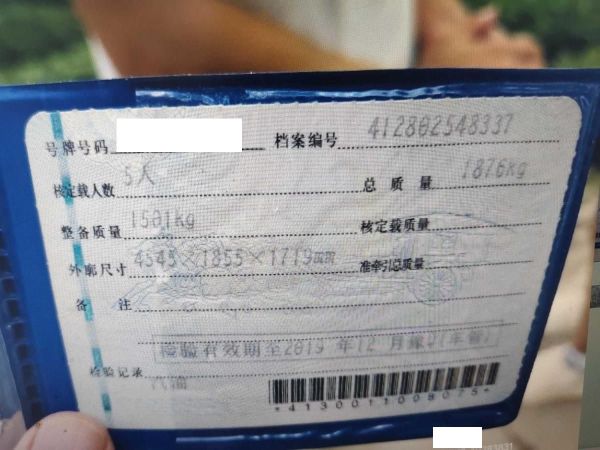 号牌号码 档案编号 412802548337
核定载人数 5人 总质量 1876kg
整备质量 1501kg 核定载质量
外廓尺寸 4545×1855×1719mm 准牵引总质量
备注
检验有效期至2019年12月
检验记录 汽油
*4130011008075*